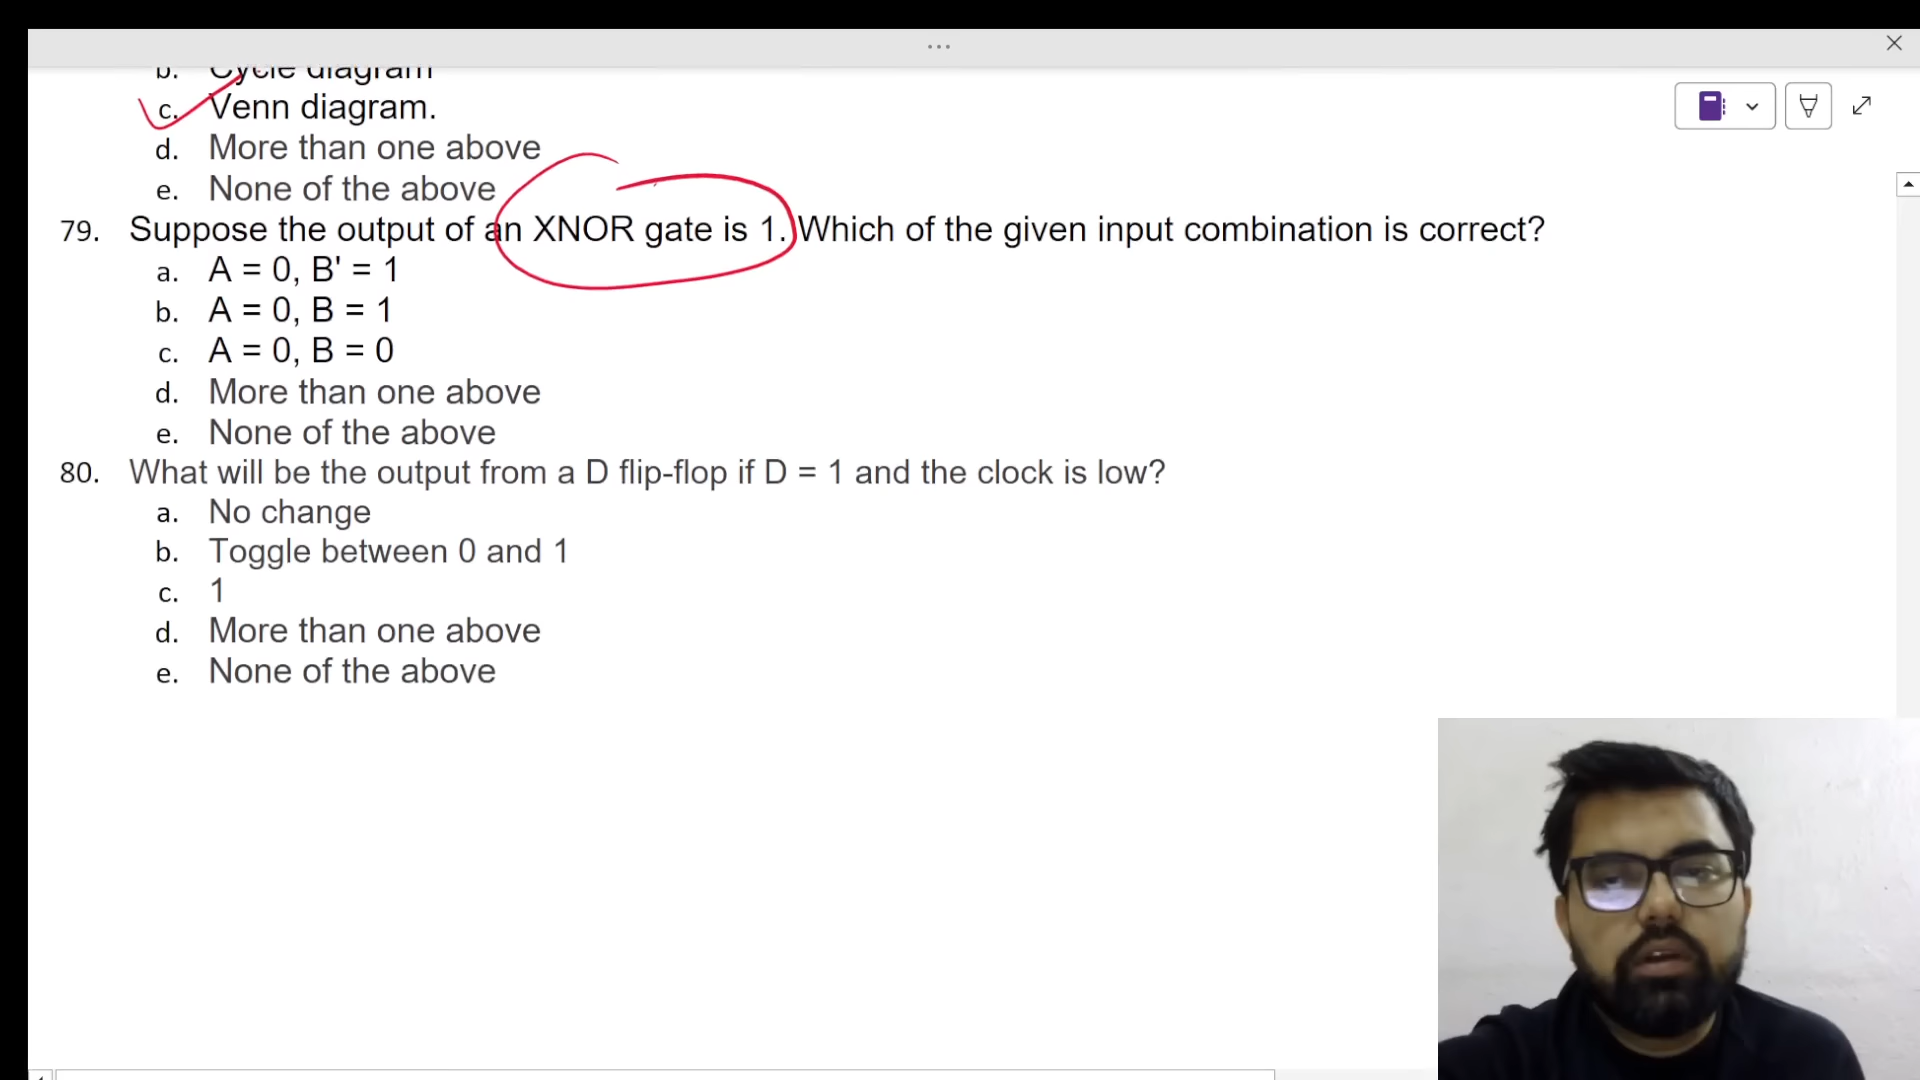 b. Cycle diagram
c. Venn diagram.
d. More than one above
e. None of the above
79. Suppose the output of an XNOR gate is 1. Which of the given input combination is correct?
a. A = 0, B' = 1
b. A = 0, B = 1
c. A = 0, B = 0
d. More than one above
e. None of the above
80. What will be the output from a D flip-flop if D = 1 and the clock is low?
a. No change
b. Toggle between 0 and 1
c. 1
d. More than one above
e. None of the above